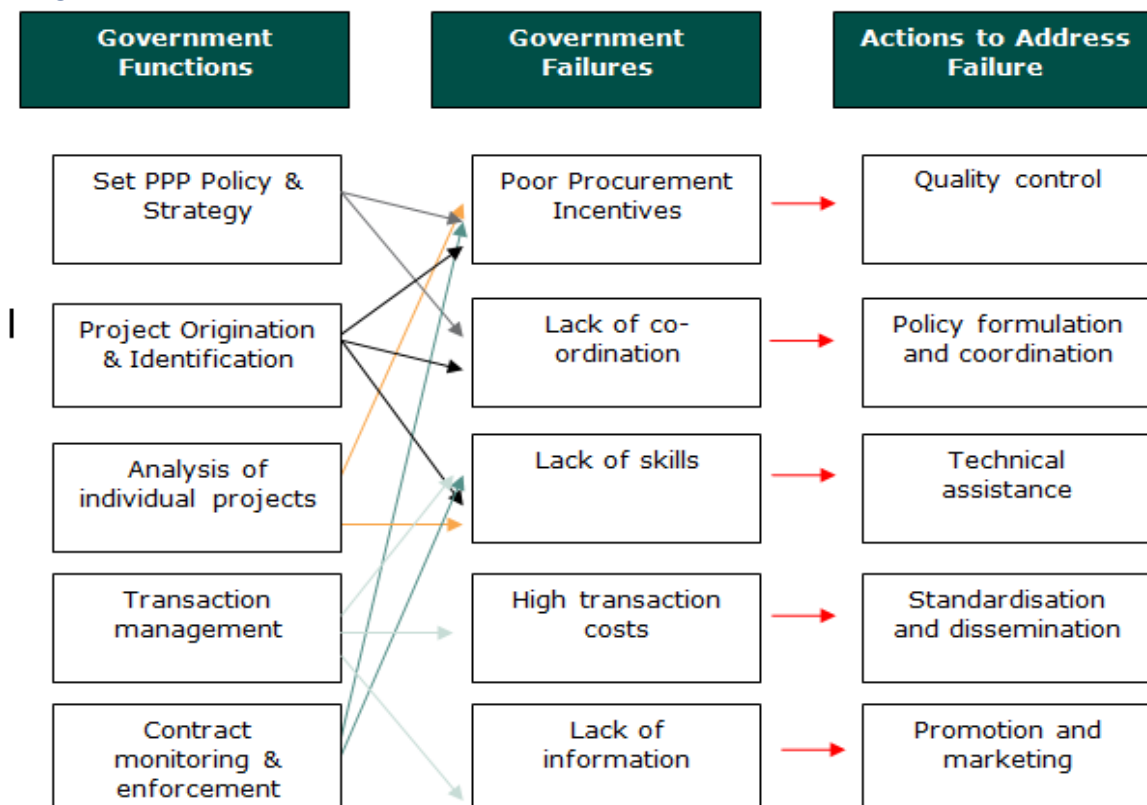 Government
Functions
Government
Failures
Actions to Address
Failure
Set PPP Policy &
Strategy
Poor Procurement
Incentives
Quality control
Project Origination
& Identification
Lack of co-
ordination
Policy formulation
and coordination
Analysis of
individual projects
Lack of skills
Technical
assistance
Transaction
management
High transaction
costs
Standardisation
and dissemination
Contract
monitoring &
enforcement
Lack of
information
Promotion and
marketing